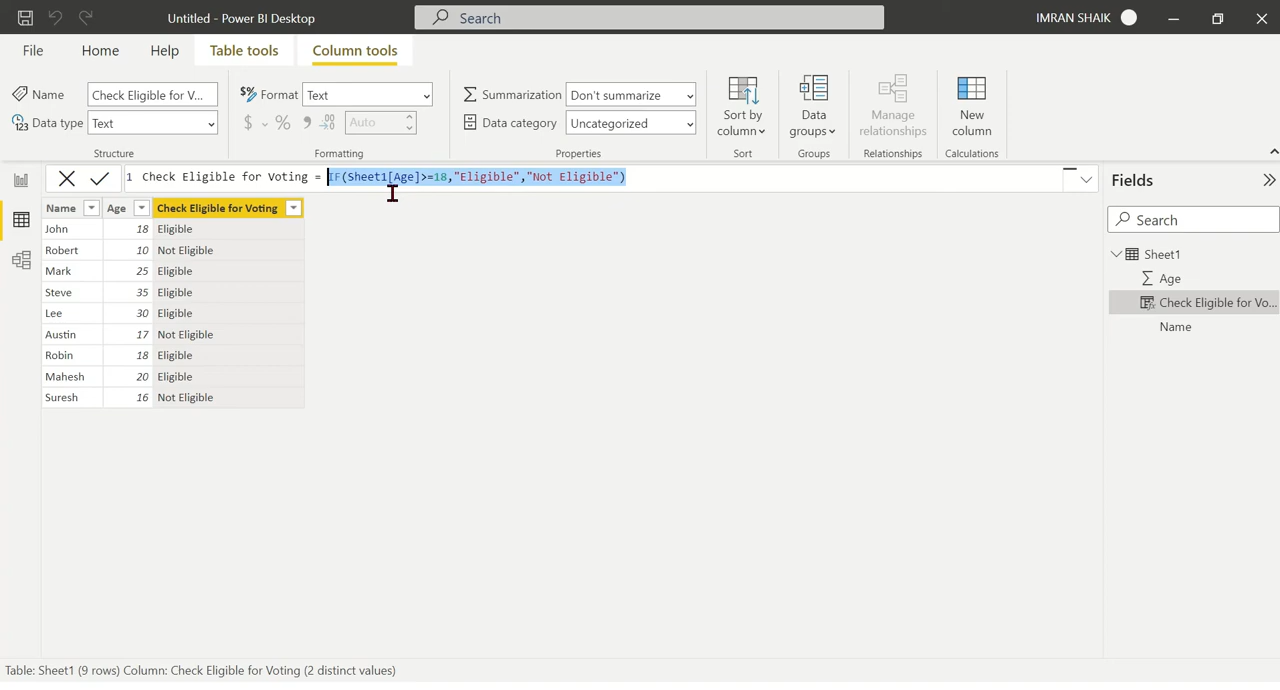 Untitled - Power BI Desktop
Search
IMRAN SHAIK
File
Home
Help
Table tools
Column tools
Name
Check Eligible for V...
Data type
Text
Structure
Format
Text
$
%
Auto
Formatting
Summarization
Don't summarize
Data category
Uncategorized
Properties
Sort by
column
Sort
Data
groups
Groups
Manage
relationships
Relationships
New
column
Calculations
1 Check Eligible for Voting = IF(Sheet1[Age]>=18,"Eligible","Not Eligible")
Name Age Check Eligible for Voting
John 18 Eligible
Robert 10 Not Eligible
Mark 25 Eligible
Steve 35 Eligible
Lee 30 Eligible
Austin 17 Not Eligible
Robin 18 Eligible
Mahesh 20 Eligible
Suresh 16 Not Eligible
Fields
Search
Sheet1
Age
Check Eligible for Vo...
Name
Table: Sheet1 (9 rows) Column: Check Eligible for Voting (2 distinct values)